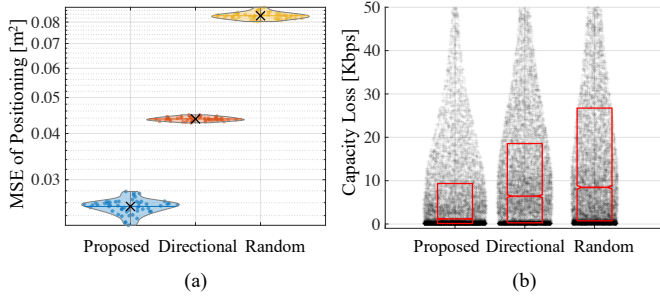 MSE of Positioning [m²]
0.08
0.07
0.06
0.05
0.04
0.03
Proposed Directional Random
(a)
Capacity Loss [Kbps]
50
40
30
20
10
0
Proposed Directional Random
(b)